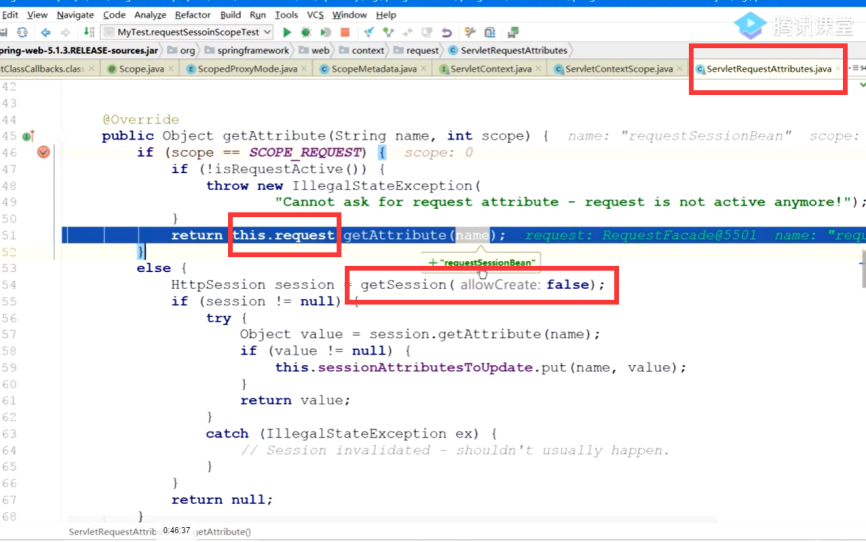 Edit View Navigate Code Analyze Refactor Build Run Tools VCS Window Help
MyTest.requestSessoinScopeTest
腾讯课堂
pring-web-5.1.3.RELEASE-sources.jar org springframework web context request ServletRequestAttributes
stClassCallbacks.clas Scope.java ScopedProxyMode.java ScopeMetadata.java ServletContext.java ServletContextScope.java ServletRequestAttributes.java
42
43
44 @Override
45 public Object getAttribute(String name, int scope) { name: "requestSessionBean" scope:
46 if (scope == SCOPE_REQUEST) { scope: 0
47 if (!isRequestActive()) {
48 throw new IllegalStateException(
49 "Cannot ask for request attribute - request is not active anymore!");
50 }
51 return this.request.getAttribute(name); request: RequestFacade@5501 name: "requ
52 }
+"requestSessionBean"
53 else {
54 HttpSession session = getSession( allowCreate: false);
55 if (session != null) {
56 try {
57 Object value = session.getAttribute(name);
58 if (value != null) {
59 this.sessionAttributesToUpdate.put(name, value);
60 }
61 return value;
62 }
63 catch (IllegalStateException ex) {
64 // Session invalidated - shouldn't usually happen.
65 }
66 }
67 return null;
68 }
ServletRequestAttrib 0:46:37 getAttribute()